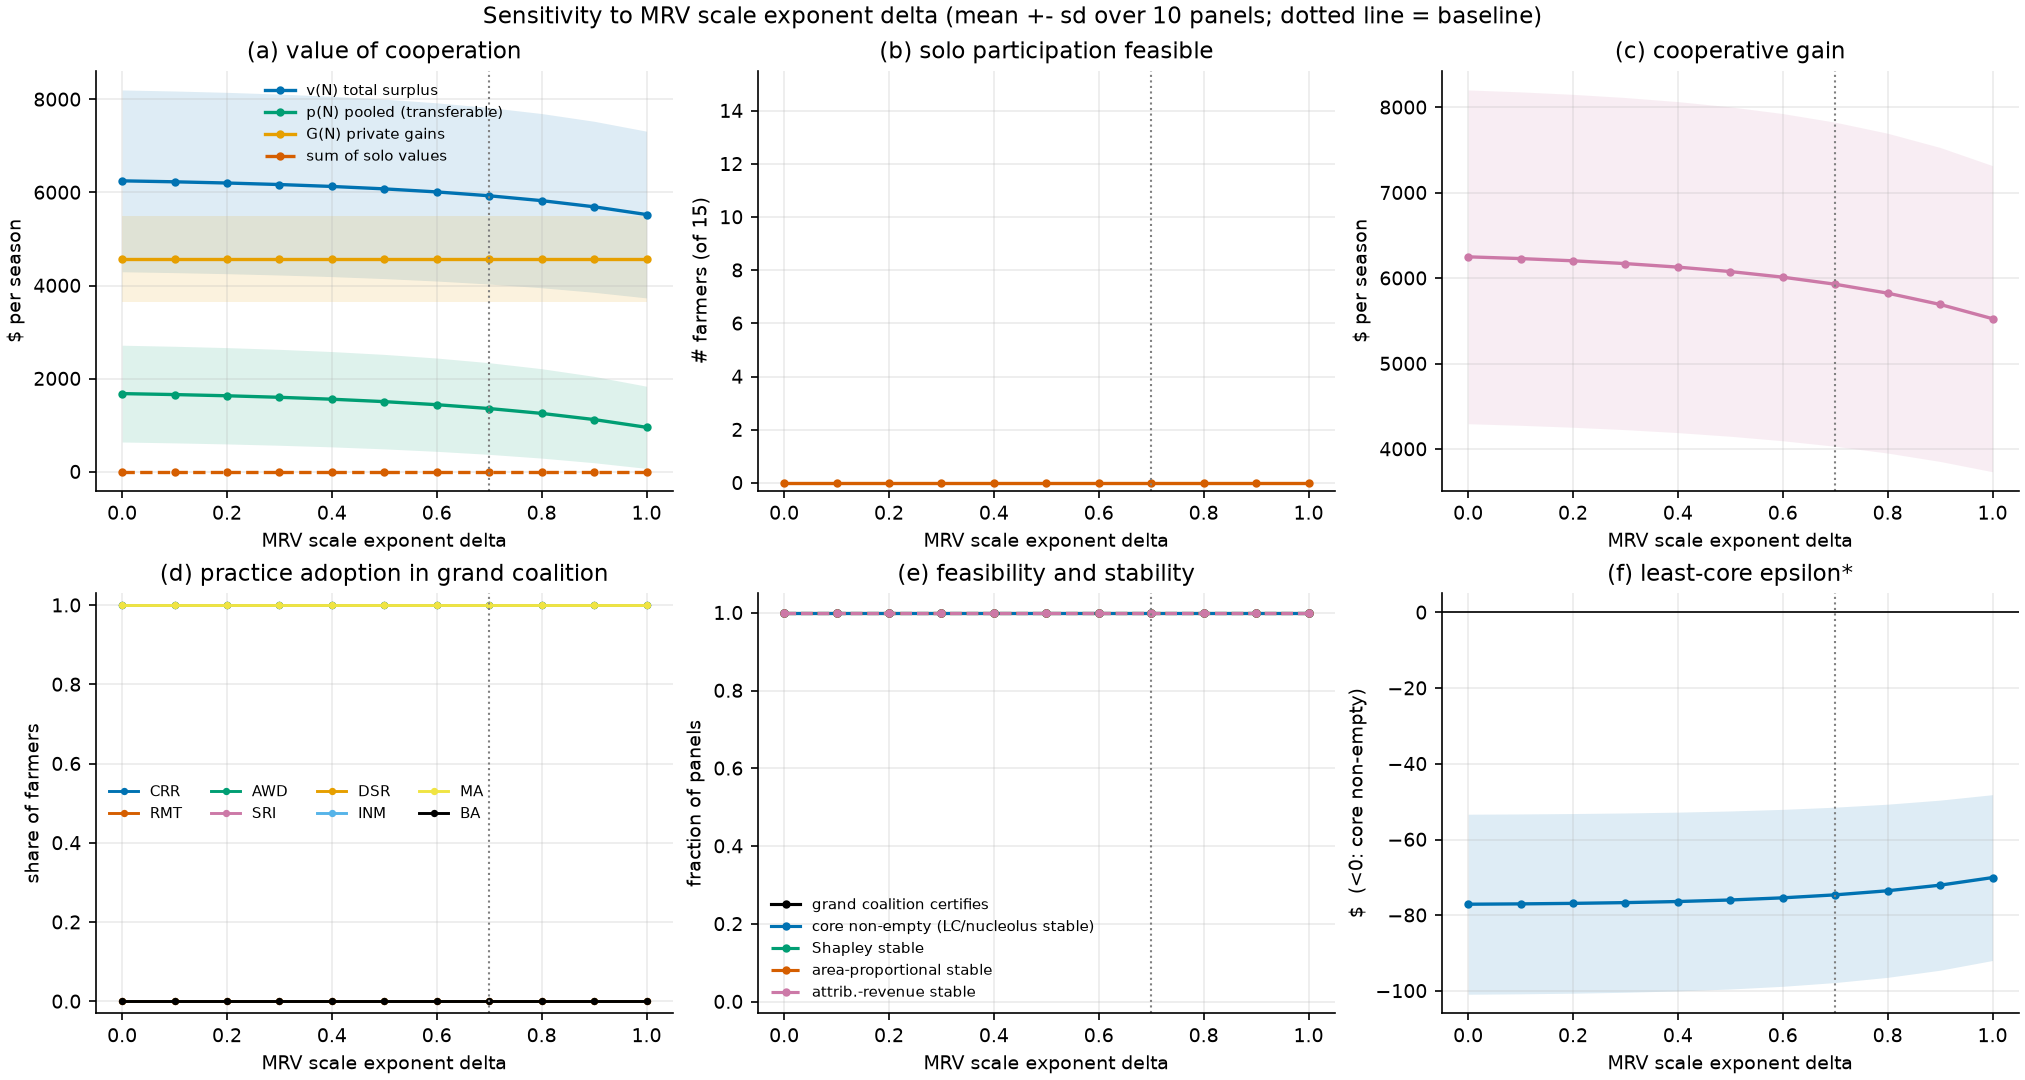 Sensitivity to MRV scale exponent delta (mean +- sd over 10 panels; dotted line = baseline)
(a) value of cooperation
$ per season
8000
6000
4000
2000
0
v(N) total surplus
p(N) pooled (transferable)
G(N) private gains
sum of solo values
0.0 0.2 0.4 0.6 0.8 1.0
MRV scale exponent delta
(b) solo participation feasible
# farmers (of 15)
14
12
10
8
6
4
2
0
0.0 0.2 0.4 0.6 0.8 1.0
MRV scale exponent delta
(c) cooperative gain
$ per season
8000
7000
6000
5000
4000
0.0 0.2 0.4 0.6 0.8 1.0
MRV scale exponent delta
(d) practice adoption in grand coalition
share of farmers
1.0
0.8
0.6
0.4
0.2
0.0
CRR AWD DSR MA
RMT SRI INM BA
0.0 0.2 0.4 0.6 0.8 1.0
MRV scale exponent delta
(e) feasibility and stability
fraction of panels
1.0
0.8
0.6
0.4
0.2
0.0
grand coalition certifies
core non-empty (LC/nucleolus stable)
Shapley stable
area-proportional stable
attrib.-revenue stable
0.0 0.2 0.4 0.6 0.8 1.0
MRV scale exponent delta
(f) least-core epsilon*
$ (<0: core non-empty)
0
−20
−40
−60
−80
−100
0.0 0.2 0.4 0.6 0.8 1.0
MRV scale exponent delta